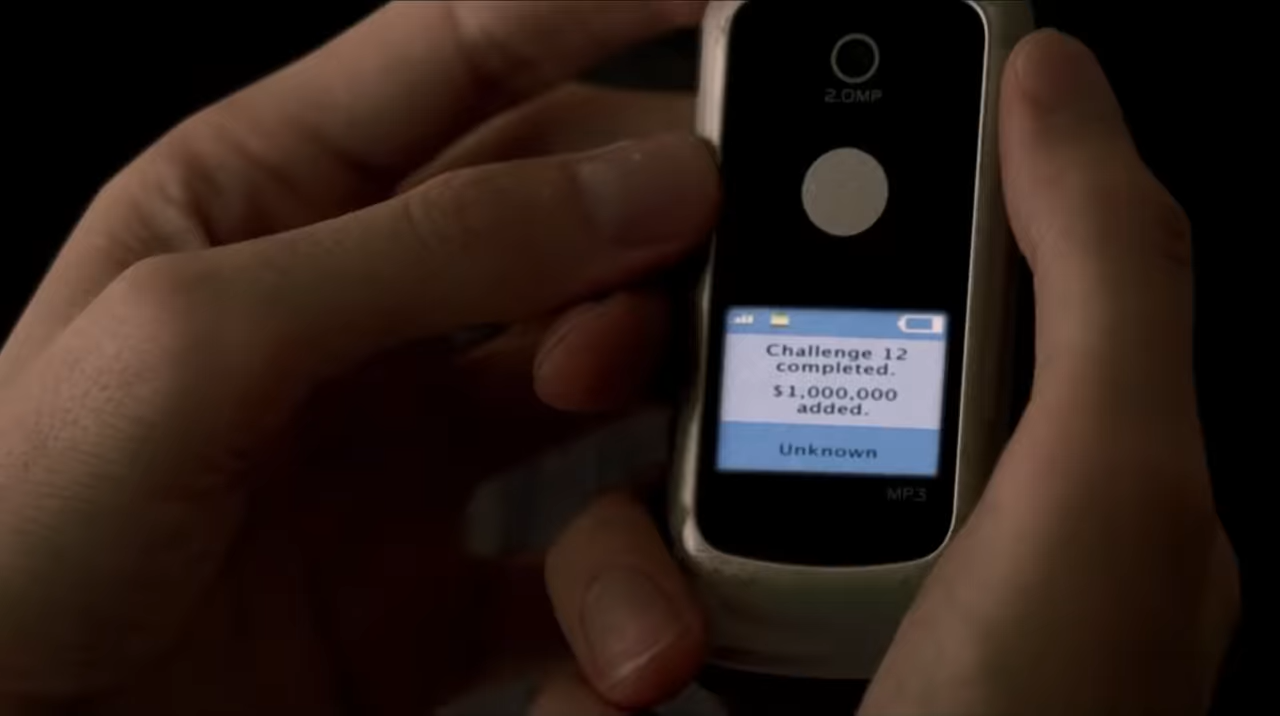 2.0MP
Challenge 12
completed.
$1,000,000
added.
Unknown
MP3